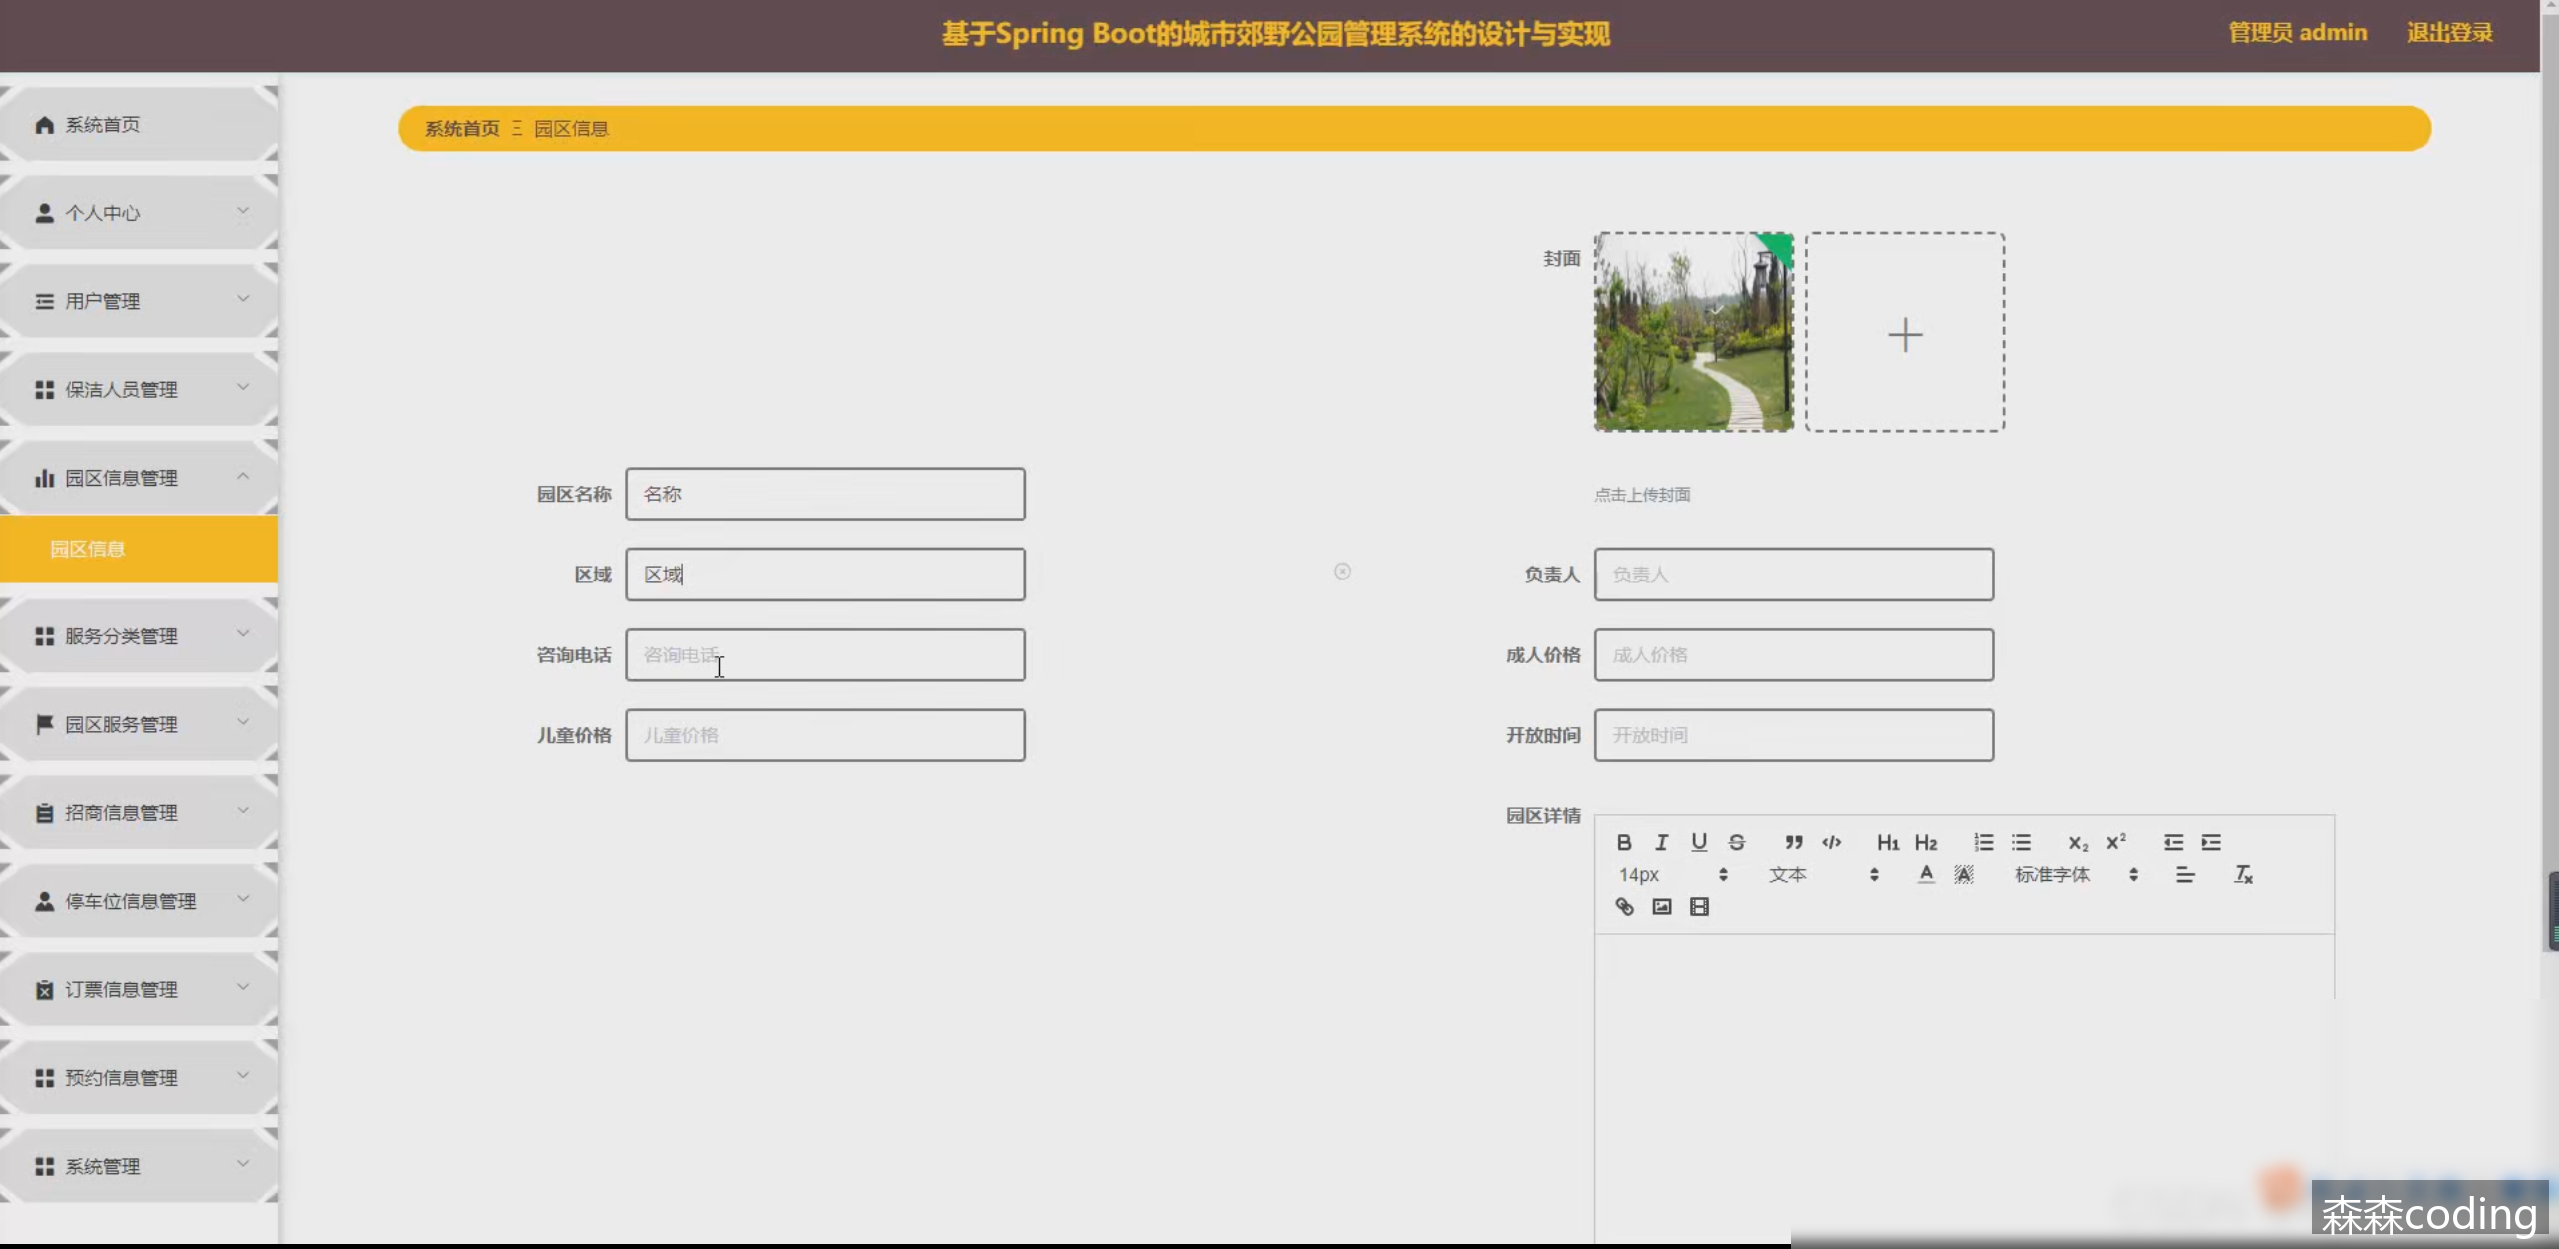 基于Spring Boot的城市郊野公园管理系统的设计与实现
管理员 admin
退出登录
系统首页
个人中心
用户管理
保洁人员管理
园区信息管理
园区信息
服务分类管理
园区服务管理
招商信息管理
停车位信息管理
订票信息管理
预约信息管理
系统管理
系统首页 园区信息
封面
园区名称 名称
点击上传封面
区域 区域
负责人 负责人
咨询电话 咨询电话
成人价格 成人价格
儿童价格 儿童价格
开放时间 开放时间
园区详情
B I U S H1 H2 X2 X2
14px 文本 A A 标准字体 Tx
森森coding